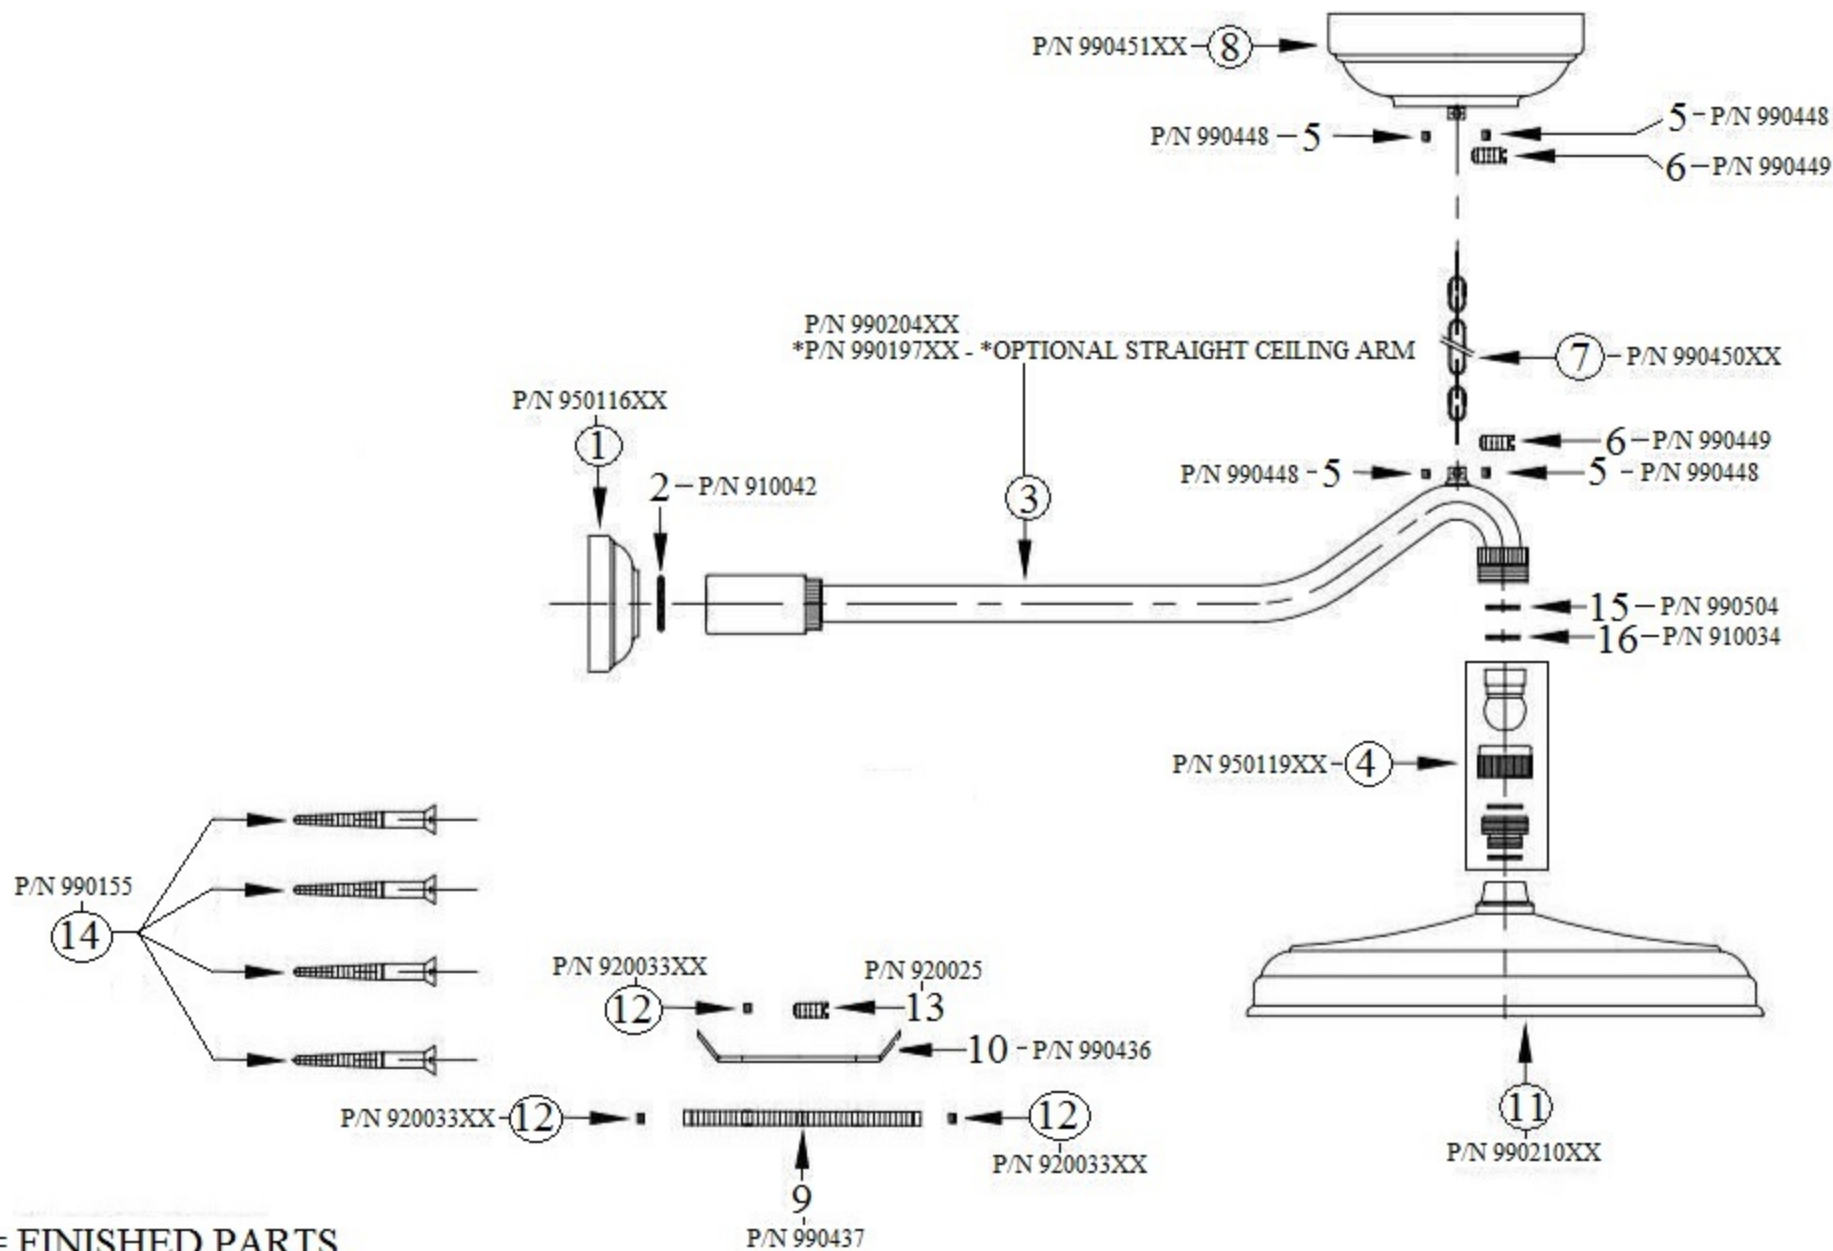 P/N 990451XX 8
P/N 990448 5
5 - P/N 990448
6 - P/N 990449
P/N 990204XX
*P/N 990197XX - *OPTIONAL STRAIGHT CEILING ARM
7 - P/N 990450XX
P/N 950116XX
1
6 - P/N 990449
2 - P/N 910042
P/N 990448 - 5
5 - P/N 990448
3
15 - P/N 990504
16 - P/N 910034
P/N 950119XX - 4
P/N 990155
14
P/N 920033XX
12
P/N 920025
13
10 - P/N 990436
P/N 920033XX - 12
12
P/N 920033XX
9
P/N 990437
11
P/N 990210XX
= FINISHED PARTS